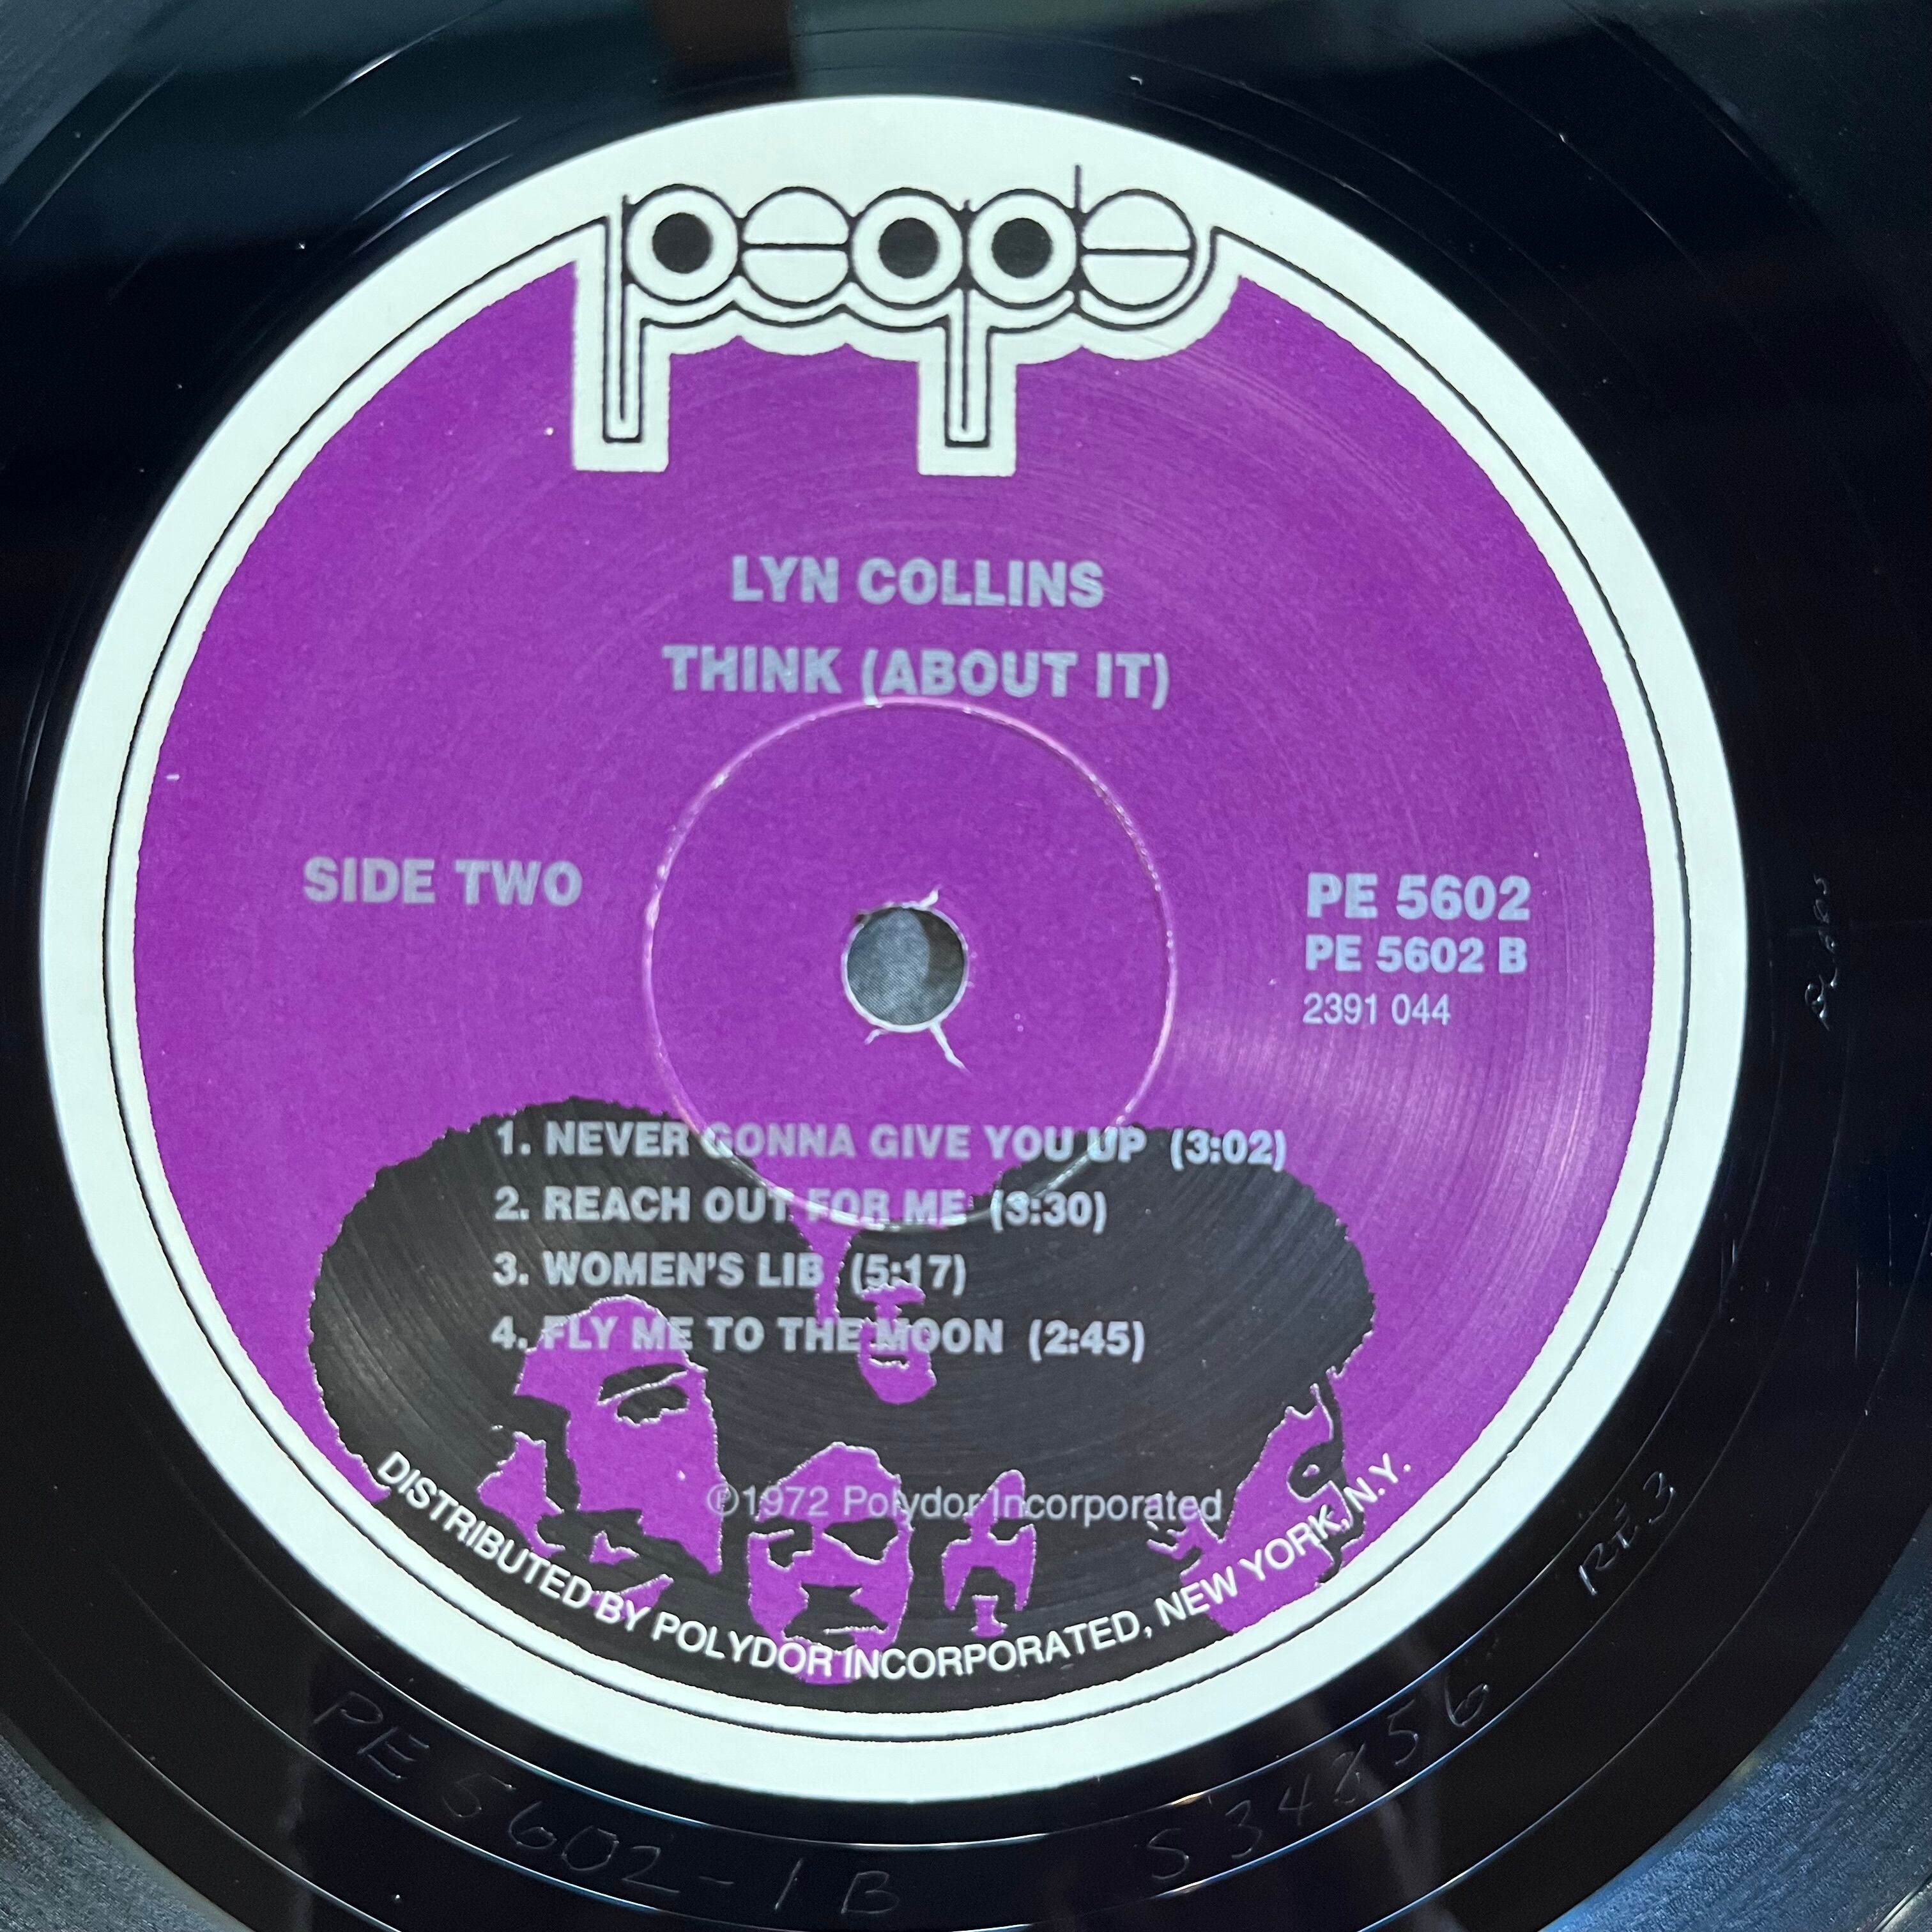 people
LYN COLLINS
THINK (ABOUT IT)
SIDE TWO
PE 5602
PE 5602 B
2391 044
1. NEVER GONNA GIVE YOU UP (3:02)
2. REACH OUT FOR ME (3:30)
3. WOMEN'S LIB (5:17)
4. FLY ME TO THE MOON (2:45)
℗1972 Polydor Incorporated
DISTRIBUTED BY POLYDOR INCORPORATED, NEW YORK, N.Y.
PE 5602-1B